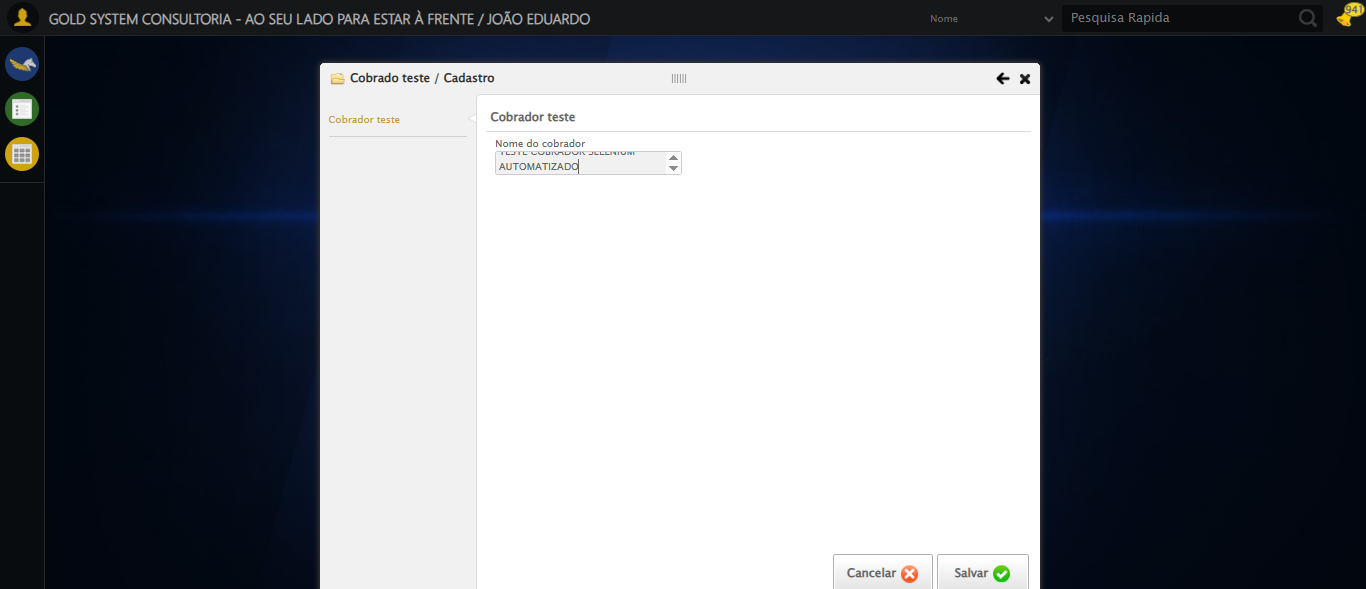 GOLD SYSTEM CONSULTORIA - AO SEU LADO PARA ESTAR À FRENTE / JOÃO EDUARDO
Nome
Pesquisa Rapida
941
Cobrado teste / Cadastro
Cobrador teste
Cobrador teste
Nome do cobrador
TESTE COBRADOR SELENIUM
AUTOMATIZADO
Cancelar
Salvar